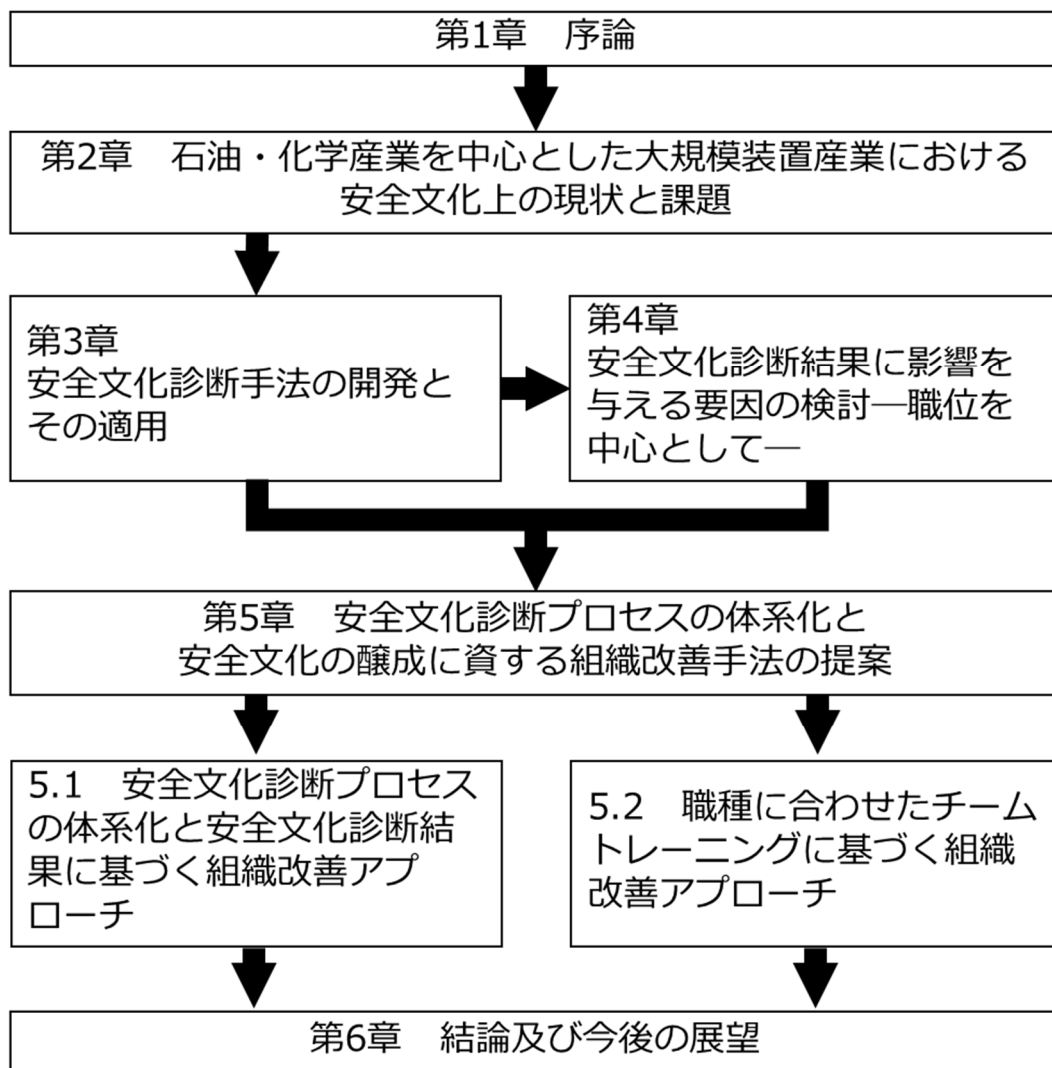 第1章　序論
第2章　石油・化学産業を中心とした大規模装置産業における
安全文化上の現状と課題
第3章
安全文化診断手法の開発と
その適用
第4章
安全文化診断結果に影響を
与える要因の検討―職位を
中心として―
第5章　安全文化診断プロセスの体系化と
安全文化の醸成に資する組織改善手法の提案
5.1　安全文化診断プロセス
の体系化と安全文化診断結
果に基づく組織改善アプ
ローチ
5.2　職種に合わせたチーム
トレーニングに基づく組織
改善アプローチ
第6章　結論及び今後の展望